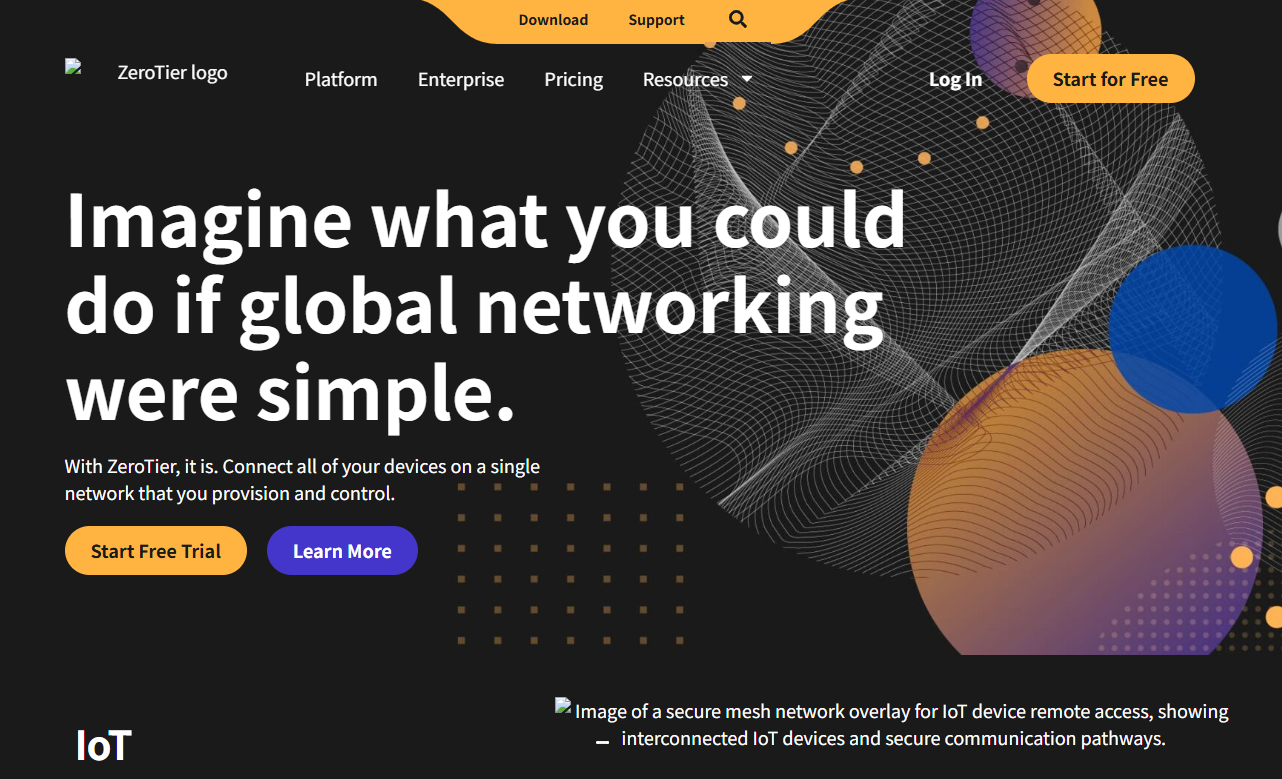 Download Support
ZeroTier logo Platform Enterprise Pricing Resources Log In Start for Free
Imagine what you could
do if global networking
were simple.
With ZeroTier, it is. Connect all of your devices on a single
network that you provision and control.
Start Free Trial Learn More
Image of a secure mesh network overlay for IoT device remote access, showing
interconnected IoT devices and secure communication pathways.
IoT